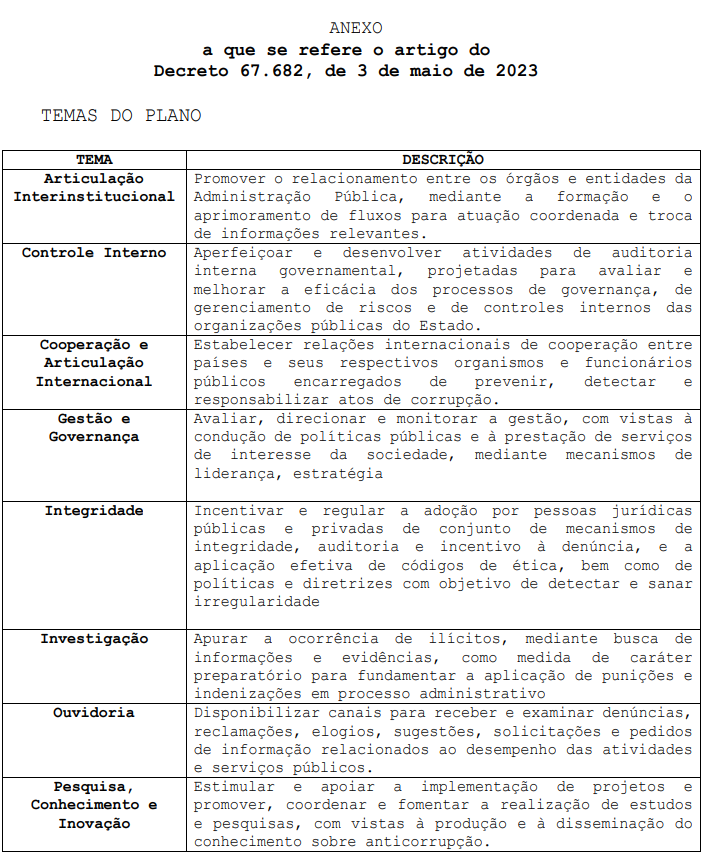 ANEXO
a que se refere o artigo do
Decreto 67.682, de 3 de maio de 2023
TEMAS DO PLANO
TEMA
DESCRIÇÃO
Articulação
Interinstitucional
Promover o relacionamento entre os órgãos e entidades da
Administração Pública, mediante a formação e o
aprimoramento de fluxos para atuação coordenada e troca
de informações relevantes.
Controle Interno
Aperfeiçoar e desenvolver atividades de auditoria
interna governamental, projetadas para avaliar e
melhorar a eficácia dos processos de governança, de
gerenciamento de riscos e de controles internos das
organizações públicas do Estado.
Cooperação e
Articulação
Internacional
Estabelecer relações internacionais de cooperação entre
países e seus respectivos organismos e funcionários
públicos encarregados de prevenir, detectar e
responsabilizar atos de corrupção.
Gestão e
Governança
Avaliar, direcionar e monitorar a gestão, com vistas à
condução de políticas públicas e à prestação de serviços
de interesse da sociedade, mediante mecanismos de
liderança, estratégia
Integridade
Incentivar e regular a adoção por pessoas jurídicas
públicas e privadas de conjunto de mecanismos de
integridade, auditoria e incentivo à denúncia, e a
aplicação efetiva de códigos de ética, bem como de
políticas e diretrizes com objetivo de detectar e sanar
irregularidade
Investigação
Apurar a ocorrência de ilícitos, mediante busca de
informações e evidências, como medida de caráter
preparatório para fundamentar a aplicação de punições e
indenizações em processo administrativo
Ouvidoria
Disponibilizar canais para receber e examinar denúncias,
reclamações, elogios, sugestões, solicitações e pedidos
de informação relacionados ao desempenho das atividades
e serviços públicos.
Pesquisa,
Conhecimento e
Inovação
Estimular e apoiar a implementação de projetos e
promover, coordenar e fomentar a realização de estudos
e pesquisas, com vistas à produção e à disseminação do
conhecimento sobre anticorrupção.